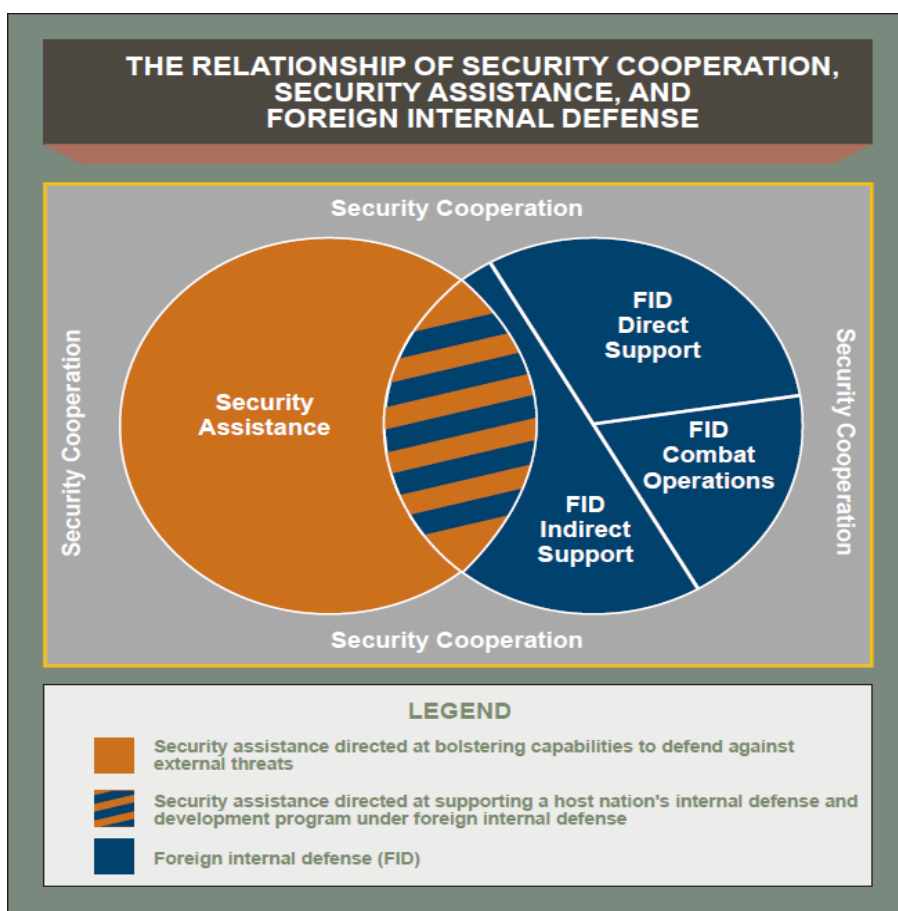 THE RELATIONSHIP OF SECURITY COOPERATION,
SECURITY ASSISTANCE, AND
FOREIGN INTERNAL DEFENSE
Security Cooperation
Security Cooperation
Security
Assistance
FID
Direct
Support
FID
Combat
Operations
FID
Indirect
Support
Security Cooperation
Security Cooperation
LEGEND
Security assistance directed at bolstering capabilities to defend against
external threats
Security assistance directed at supporting a host nation's internal defense and
development program under foreign internal defense
Foreign internal defense (FID)